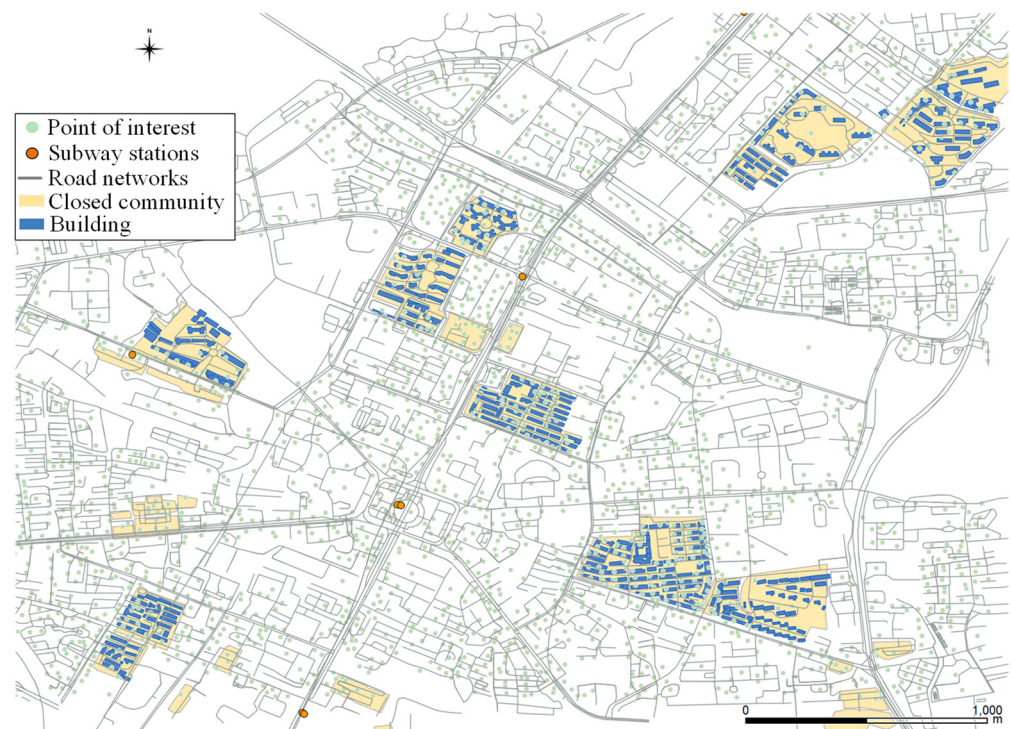 N
Point of interest
Subway stations
Road networks
Closed community
Building
0 1,000
m